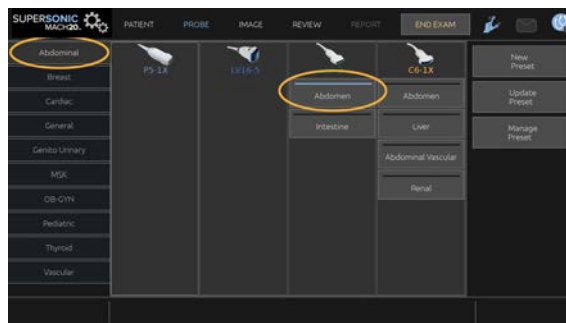 SUPERSONIC
MACH20.
PATIENT
PROBE
IMAGE
REVIEW
REPORT
END EXAM
Abdominal
Breast
Cardiac
General
Genito Urinary
MSK
OB-GYN
Pediatric
Thyroid
Vascular
P5-1X
LV16-5
C6-1X
Abdomen
Intestine
Abdomen
Liver
Abdominal Vascular
Renal
New
Preset
Update
Preset
Manage
Preset